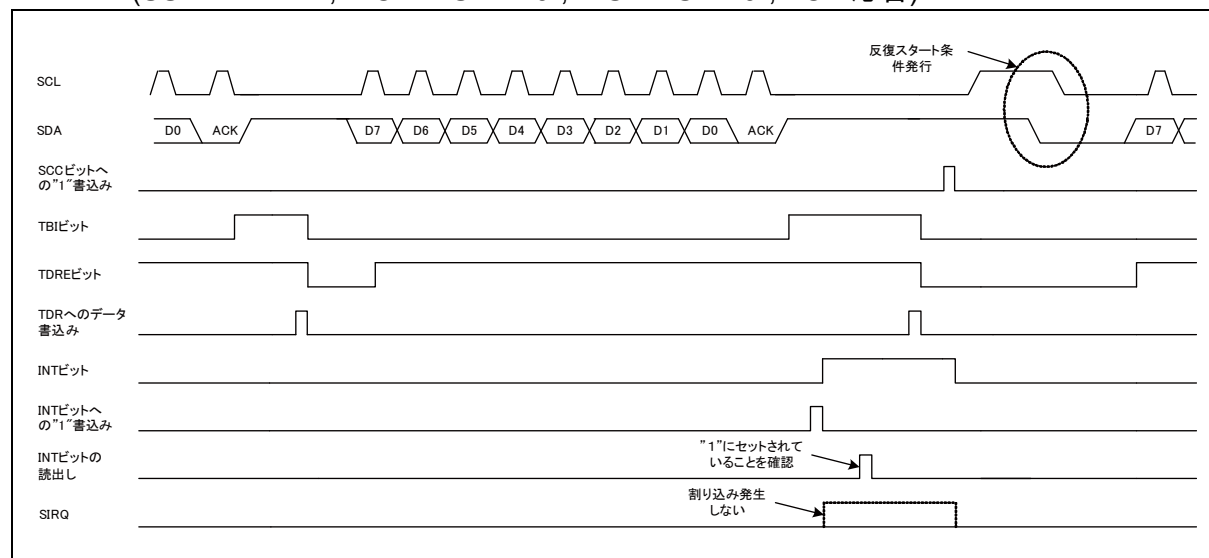 反復スタート条
件発行
SCL
SDA
D0 ACK D7 D6 D5 D4 D3 D2 D1 D0 ACK D7
SCCビットへ
の"1"書込み
TBIビット
TDREビット
TDRへのデータ
書込み
INTビット
INTビットへ
の"1"書込み
INTビットの
読出し
"1"にセットされて
いることを確認
割り込み発生
しない
SIRQ